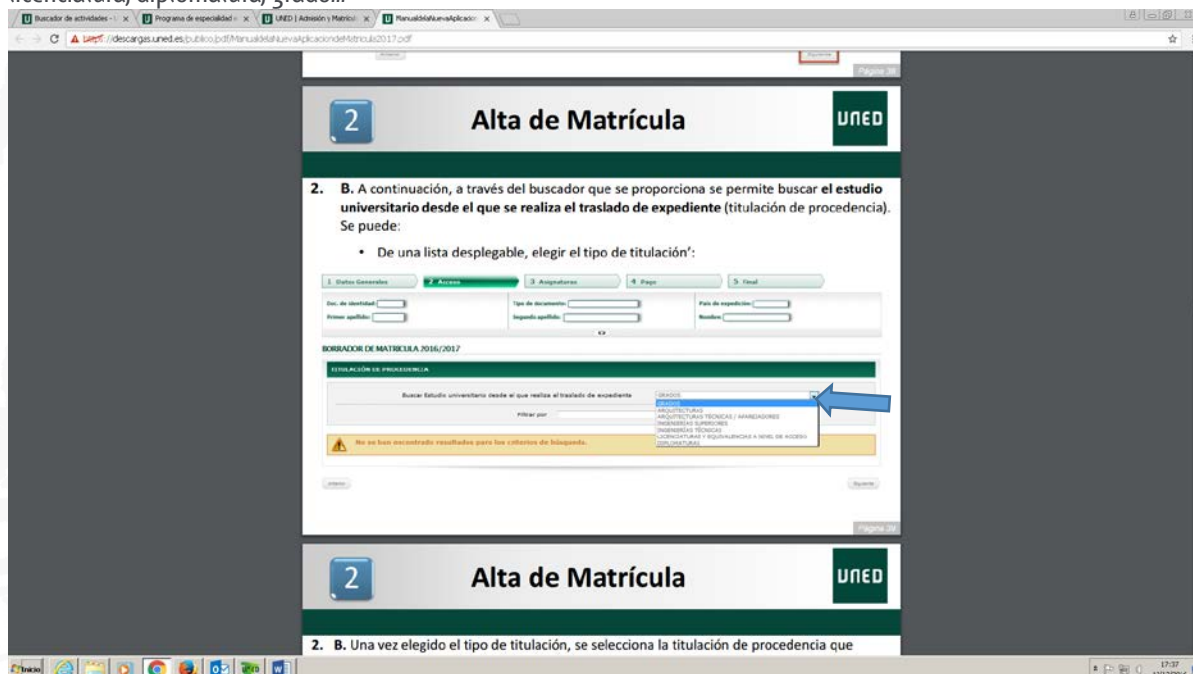 (licenciatura, diplomatura, grado...
Buscador de actividades -
Programa de especialidad
UNED | Admisión y Matrícul
ManualdelaNuevaAplicacion
https://descargas.uned.es/publico/pdf/ManualdelaNuevaAplicaciondeMatricula2017.pdf
Anterior
Siguiente
Página 38
2
Alta de Matrícula
UNED
2. B. A continuación, a través del buscador que se proporciona se permite buscar el estudio
universitario desde el que se realiza el traslado de expediente (titulación de procedencia).
Se puede:
• De una lista desplegable, elegir el tipo de titulación’:
1 Datos Generales
2 Acceso
3 Asignaturas
4 Pago
5 Final
Doc. de identidad:
Tipo de documento:
País de expedición:
Primer apellido:
Segundo apellido:
Nombre:
BORRADOR DE MATRICULA 2016/2017
TITULACIÓN DE PROCEDENCIA
Buscar Estudio universitario desde el que realiza el traslado de expediente
GRADOS
Filtrar por
GRADOS
ARQUITECTURAS
ARQUITECTURAS TÉCNICAS / APAREJADORES
INGENIERÍAS SUPERIORES
INGENIERÍAS TÉCNICAS
LICENCIATURAS Y EQUIVALENCIAS A NIVEL DE ACCESO
DIPLOMATURAS
No se han encontrado resultados para los criterios de búsqueda.
Anterior
Siguiente
Página 39
2
Alta de Matrícula
UNED
2. B. Una vez elegido el tipo de titulación, se selecciona la titulación de procedencia que
Inicio
17:37